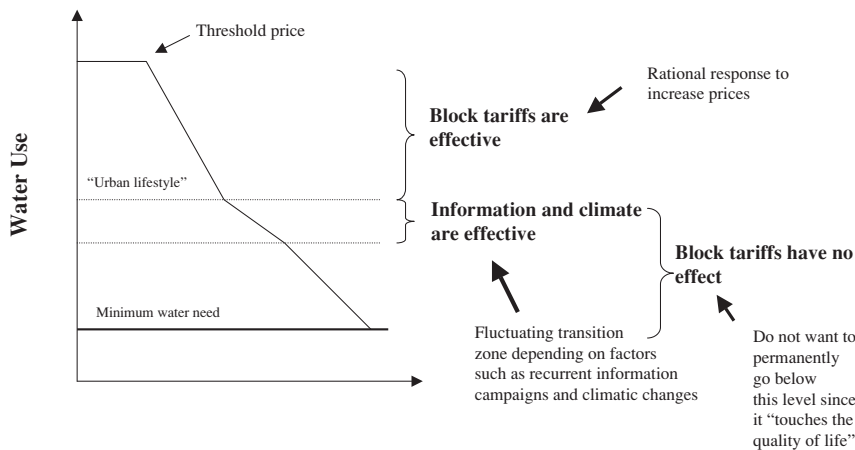 Threshold price
Rational response to
increase prices
Block tariffs are
effective
Water Use
“Urban lifestyle”
Information and climate
are effective
Block tariffs have no
effect
Minimum water need
Fluctuating transition
zone depending on factors
such as recurrent information
campaigns and climatic changes
Do not want to
permanently
go below
this level since
it “touches the
quality of life”